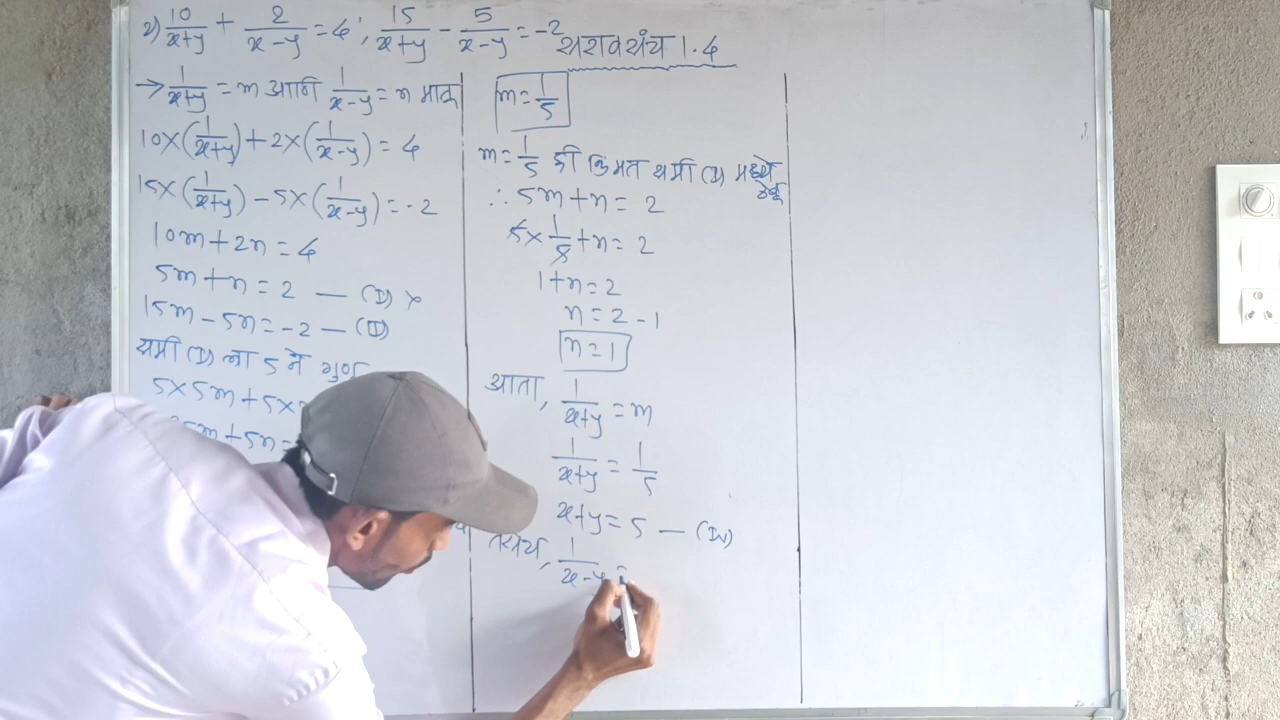 २) 10/(x+y) + 2/(x-y) = 4 ; 15/(x+y) - 5/(x-y) = -2
सरावसंच 1.4
→ 1/(x+y) = m आणि 1/(x-y) = n मानू
10×(1/(x+y)) + 2×(1/(x-y)) = 4
15×(1/(x+y)) - 5×(1/(x-y)) = -2
10m + 2n = 4
5m + n = 2 — (I) ×
15m - 5n = -2 — (II)
समी (I) ला 5 ने
5×5m + 5×
5m + 5n =
m = 1/5
m = 1/5 ही किंमत समी (I) मध्ये ठेवू
∴ 5m + n = 2
5 × 1/5 + n = 2
1 + n = 2
n = 2 - 1
n = 1
आता, 1/(x+y) = m
1/(x+y) = 1/5
x+y = 5 — (IV)
तसेच, 1/(x-y) =